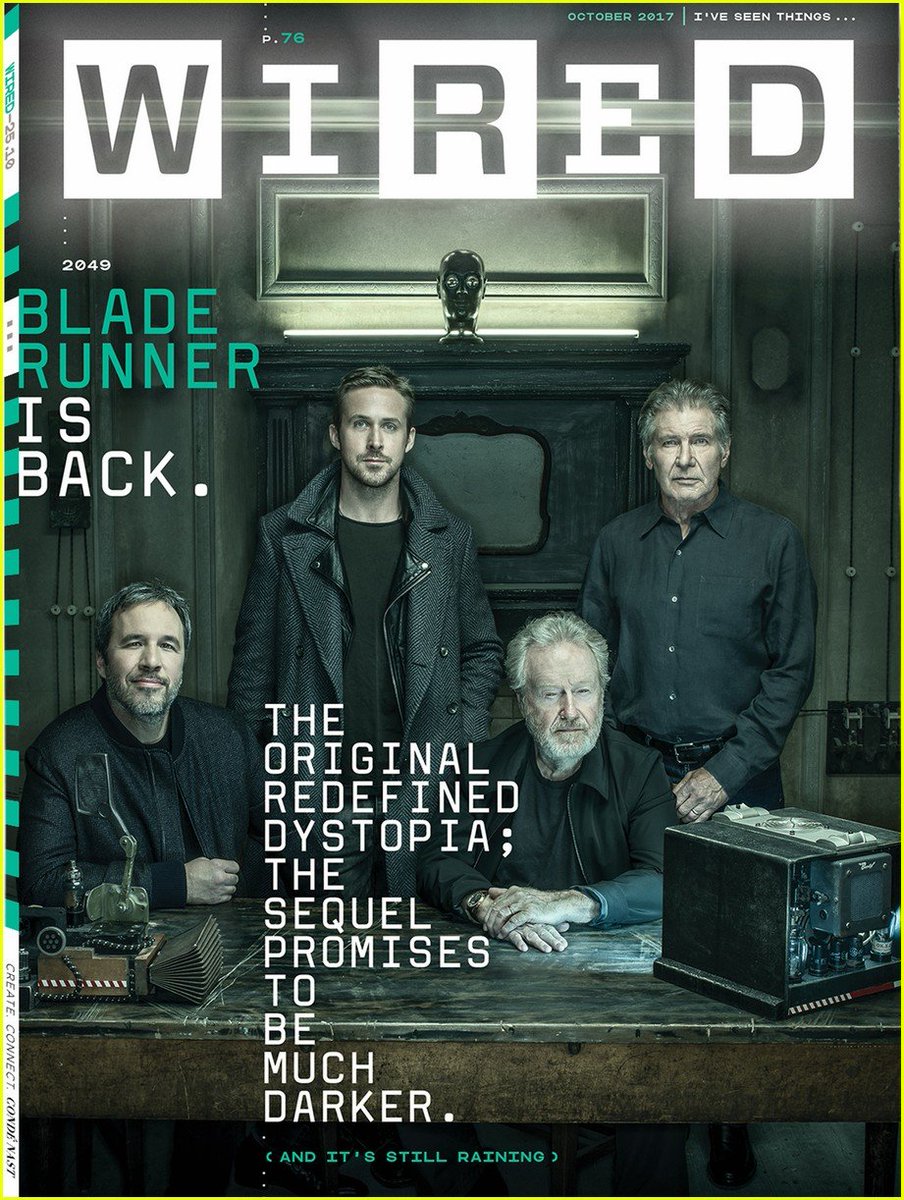 OCTOBER 2017 | I'VE SEEN THINGS...
P.76
WIRED
WIRED—25.10
2049
BLADE
RUNNER
IS
BACK.
THE
ORIGINAL
REDEFINED
DYSTOPIA;
THE
SEQUEL
PROMISES
TO
BE
MUCH
DARKER.
(AND IT'S STILL RAINING)
CREATE. CONNECT. CONDÉ NAST